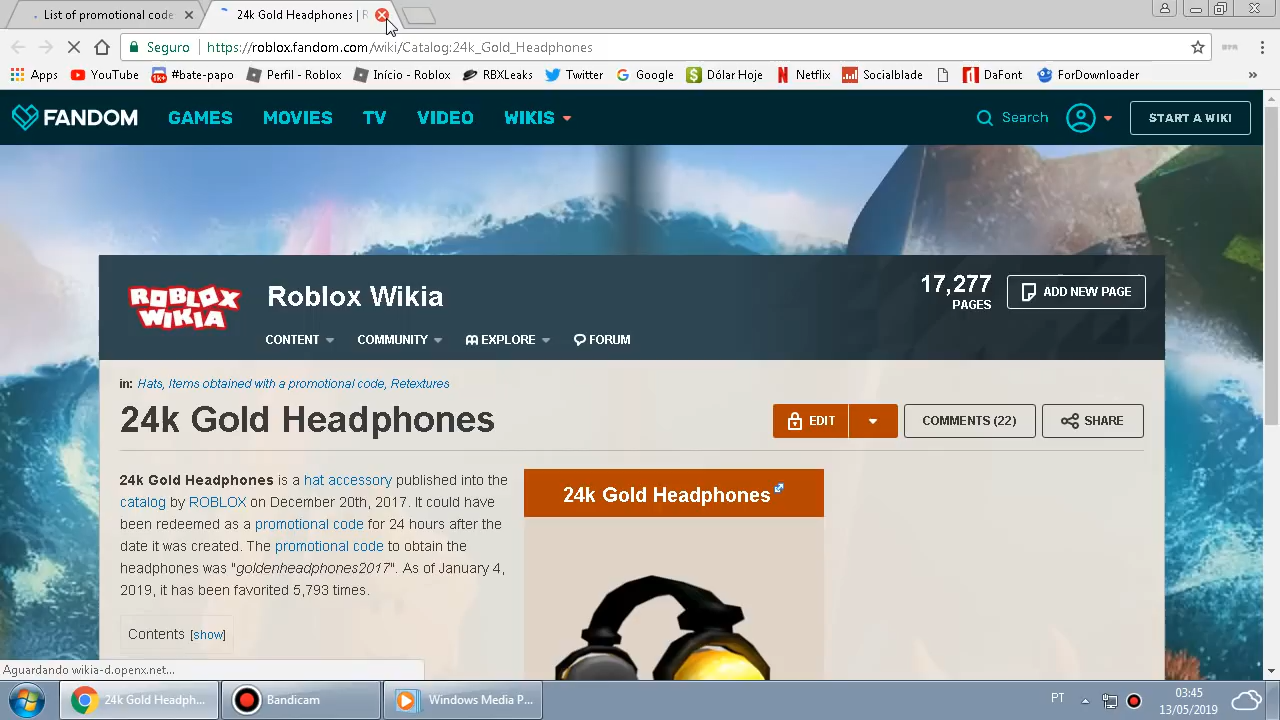 List of promotional code
24k Gold Headphones | R
Seguro
https://roblox.fandom.com/wiki/Catalog:24k_Gold_Headphones
Apps YouTube #bate-papo Perfil - Roblox Início - Roblox RBXLeaks Twitter Google Dolar Hoje Netflix Socialblade DaFont ForDownloader »
FANDOM GAMES MOVIES TV VIDEO WIKIS Search START A WIKI
ROBLOX WIKIA
Roblox Wikia
17,277 PAGES
ADD NEW PAGE
CONTENT COMMUNITY EXPLORE FORUM
in: Hats, Items obtained with a promotional code, Retextures
24k Gold Headphones
EDIT COMMENTS (22) SHARE
24k Gold Headphones is a hat accessory published into the
catalog by ROBLOX on December 20th, 2017. It could have
been redeemed as a promotional code for 24 hours after the
date it was created. The promotional code to obtain the
headphones was "goldenheadphones2017". As of January 4,
2019, it has been favorited 5,793 times.
Contents [show]
24k Gold Headphones
Aguardando wikia-d.openx.net...
24k Gold Headph... Bandicam Windows Media P... PT 03:45
13/05/2019